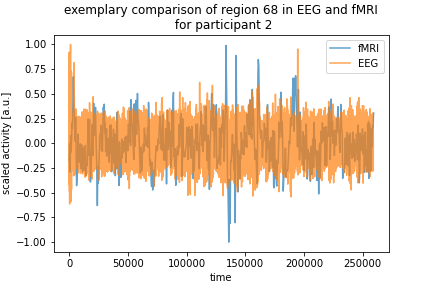 exemplary comparison of region 68 in EEG and fMRI
for participant 2
fMRI
EEG
scaled activity [a.u.]
1.00
0.75
0.50
0.25
0.00
−0.25
−0.50
−0.75
−1.00
0 50000 100000 150000 200000 250000
time